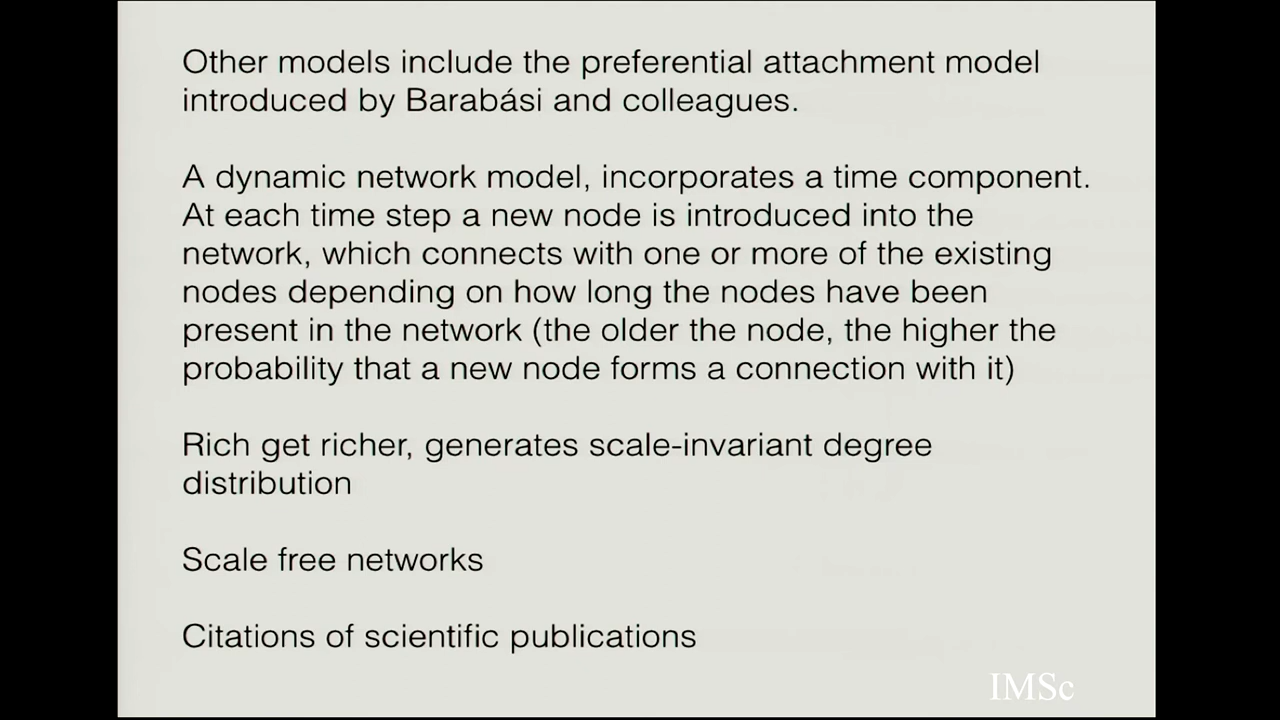 Other models include the preferential attachment model
introduced by Barabási and colleagues.
A dynamic network model, incorporates a time component.
At each time step a new node is introduced into the
network, which connects with one or more of the existing
nodes depending on how long the nodes have been
present in the network (the older the node, the higher the
probability that a new node forms a connection with it)
Rich get richer, generates scale-invariant degree
distribution
Scale free networks
Citations of scientific publications
IMSc